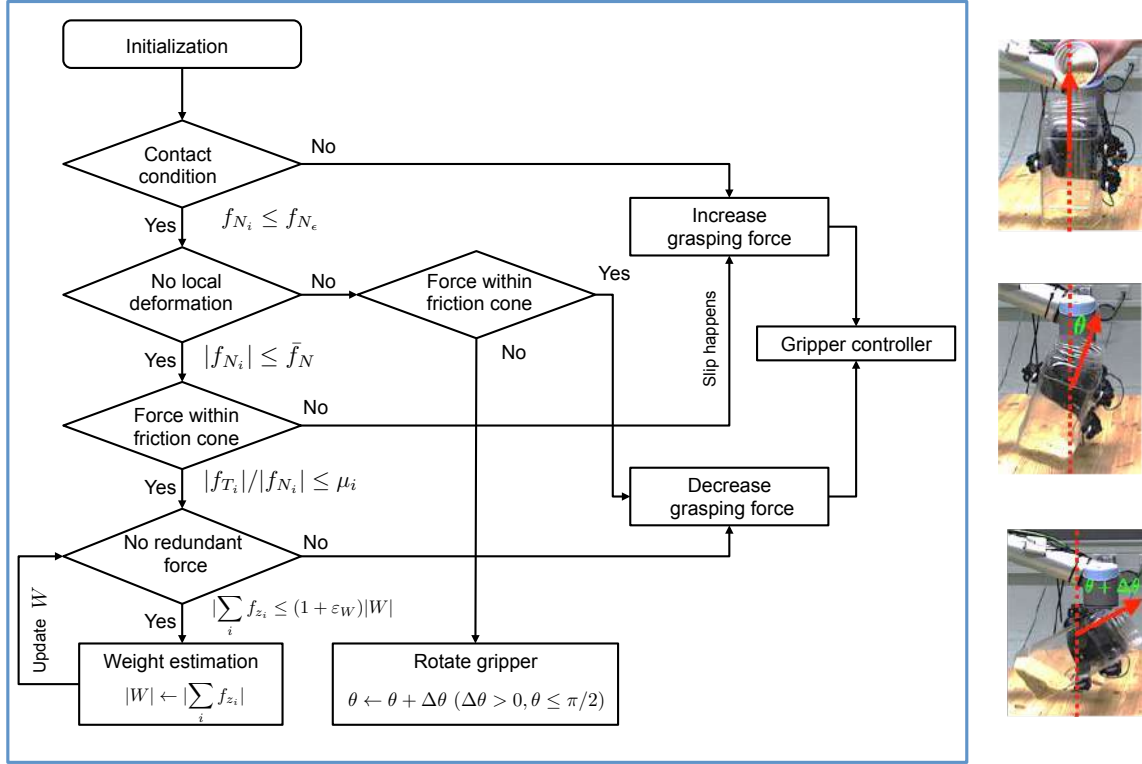 Initialization
Contact
condition
No
Yes
f_{N_i} ≤ f_{N_ϵ}
Increase
grasping force
No local
deformation
No
Force within
friction cone
Yes
Slip happens
Gripper controller
No
Yes
|f_{N_i}| ≤ \bar{f}_N
Force within
friction cone
No
Yes
|f_{T_i}|/|f_{N_i}| ≤ μ_i
Decrease
grasping force
No redundant
force
No
Update W
Yes
|∑_i f_{z_i} ≤ (1 + ε_W)|W|
Weight estimation
|W| ← |∑_i f_{z_i}|
Rotate gripper
θ ← θ + Δθ (Δθ > 0, θ ≤ π/2)
θ
θ + Δθ